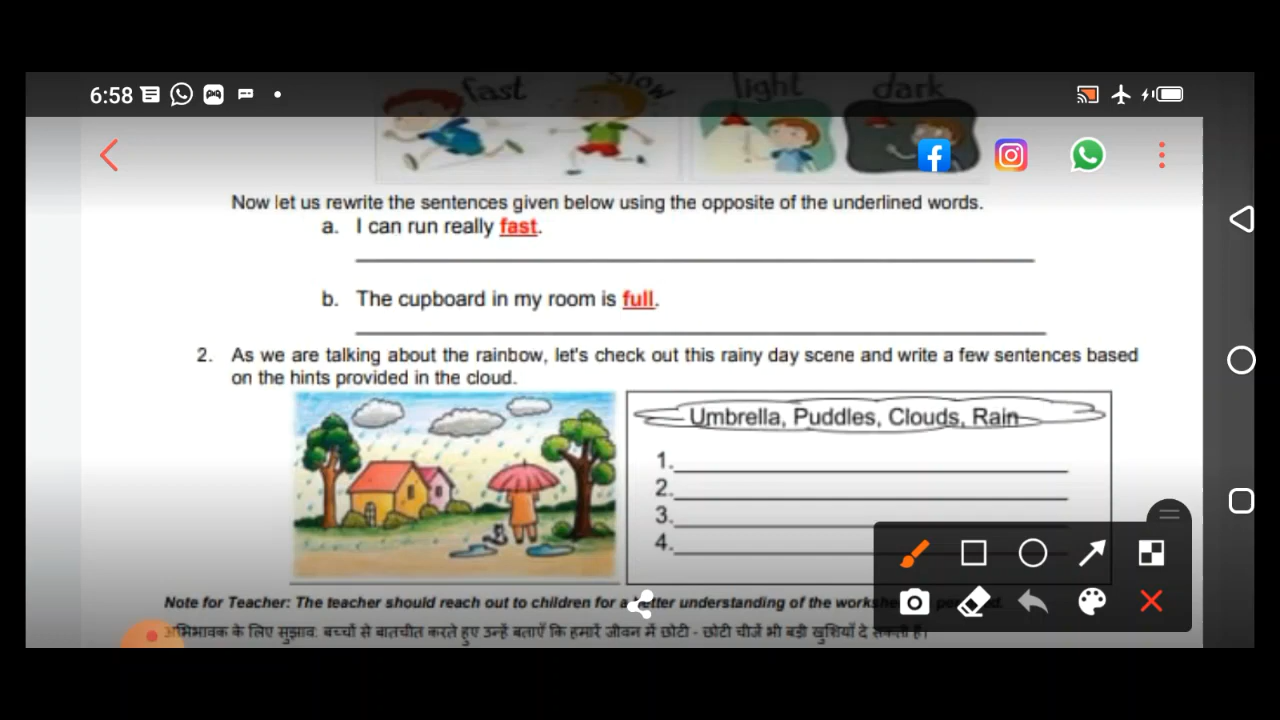 6:58
fast slow light dark
Now let us rewrite the sentences given below using the opposite of the underlined words.
a. I can run really fast.
b. The cupboard in my room is full.
2. As we are talking about the rainbow, let's check out this rainy day scene and write a few sentences based
on the hints provided in the cloud.
Umbrella, Puddles, Clouds, Rain
1.
2.
3.
4.
Note for Teacher: The teacher should reach out to children for a better understanding of the
अभिभावक के लिए सुझाव: बच्चों से बातचीत करते हुए उन्हें बताएँ कि हमारे जीवन में छोटी - छोटी चीजें भी बड़ी खुशियाँ दे सकती हैं।